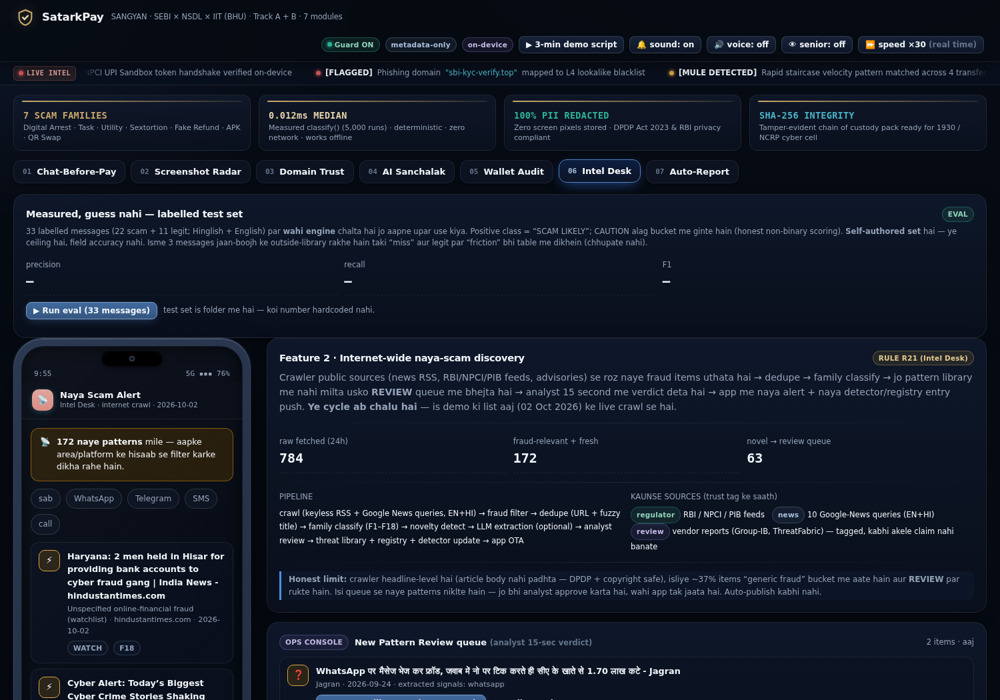 SatarkPay SANGYAN · SEBI × NSDL × IIT (BHU) · Track A + B · 7 modules
Guard ON metadata-only on-device ▶ 3-min demo script 🔔 sound: on 🔊 voice: off 👁 senior: off ⏩ speed ×30 (real time)
LIVE INTEL NPCI UPI Sandbox token handshake verified on-device [FLAGGED] Phishing domain "sbi-kyc-verify.top" mapped to L4 lookalike blacklist [MULE DETECTED] Rapid staircase velocity pattern matched across 4
7 SCAM FAMILIES
Digital Arrest · Task · Utility · Sextortion · Fake Refund · APK
· QR Swap
0.012ms MEDIAN
Measured classify() (5,000 runs) · deterministic · zero
network · works offline
100% PII REDACTED
Zero screen pixels stored · DPDP Act 2023 & RBI privacy
compliant
SHA-256 INTEGRITY
Tamper-evident chain of custody pack ready for 1930 /
NCRP cyber cell
01 Chat-Before-Pay 02 Screenshot Radar 03 Domain Trust 04 AI Sanchalak 05 Wallet Audit 06 Intel Desk 07 Auto-Report
Measured, guess nahi — labelled test set EVAL
33 labelled messages (22 scam + 11 legit; Hinglish + English) par wahi engine chalta hai jo aapne upar use kiya. Positive class = “SCAM LIKELY”; CAUTION alag bucket me ginte hain (honest non-binary scoring). Self-authored set hai — ye
ceiling hai, field accuracy nahi. Isme 3 messages jaan-boojh ke outside-library rakhe hain taki “miss” aur legit par “friction” bhi table me dikhein (chhupate nahi).
precision recall F1
— — —
▶ Run eval (33 messages) test set is folder me hai — koi number hardcoded nahi.
9:55 5G 76%
Naya Scam Alert
Intel Desk · internet crawl · 2026-10-02
172 naye patterns mile — aapke
area/platform ke hisaab se filter karke
dikha rahe hain.
sab WhatsApp Telegram SMS
call
Haryana: 2 men held in Hisar for
providing bank accounts to
cyber fraud gang | India News -
hindustantimes.com
Unspecified online-financial fraud
(watchlist) · hindustantimes.com · 2026-
10-02
WATCH F18
Cyber Alert: Today’s Biggest
Cyber Crime Stories Shaking
Feature 2 · Internet-wide naya-scam discovery RULE R21 (Intel Desk)
Crawler public sources (news RSS, RBI/NPCI/PIB feeds, advisories) se roz naye fraud items uthata hai → dedupe → family classify → jo pattern library
me nahi milta usko REVIEW queue me bhejta hai → analyst 15 second me verdict deta hai → app me naya alert + naya detector/registry entry
push. Ye cycle ab chalu hai — is demo ki list aaj (02 Oct 2026) ke live crawl se hai.
raw fetched (24h) fraud-relevant + fresh novel → review queue
784 172 63
PIPELINE
crawl (keyless RSS + Google News queries, EN+HI) → fraud filter → dedupe (URL + fuzzy
title) → family classify (F1–F18) → novelty detect → LLM extraction (optional) → analyst
review → threat library + registry + detector update → app OTA
KAUNSE SOURCES (trust tag ke saath)
regulator RBI / NPCI / PIB feeds news 10 Google-News queries (EN+HI)
review vendor reports (Group-IB, ThreatFabric) — tagged, kabhi akele claim nahi
banate
Honest limit: crawler headline-level hai (article body nahi padhta — DPDP + copyright safe), isliye ~37% items “generic fraud” bucket me aate hain aur REVIEW par
rukte hain. Isi queue se naye patterns niklte hain — jo bhi analyst approve karta hai, wahi app tak jaata hai. Auto-publish kabhi nahi.
OPS CONSOLE New Pattern Review queue (analyst 15-sec verdict) 2 items · aaj
WhatsApp पर मैसेज भेज कर फ्रॉड, जवाब में नो पर टिक करते ही सीए के खाते से 1.70 लाख कटे - Jagran
Jagran · 2026-09-24 · extracted signals: whatsapp